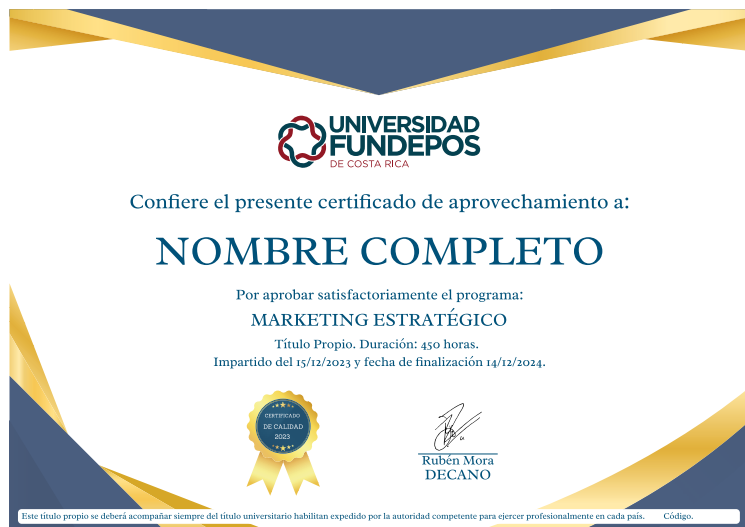 UNIVERSIDAD
FUNDEPOS
DE COSTA RICA
Confiere el presente certificado de aprovechamiento a:
NOMBRE COMPLETO
Por aprobar satisfactoriamente el programa:
MARKETING ESTRATÉGICO
Título Propio. Duración: 450 horas.
Impartido del 15/12/2023 y fecha de finalización 14/12/2024.
CERTIFICADO
DE CALIDAD
2023
Rubén Mora
DECANO
Este título propio se deberá acompañar siempre del título universitario habilitan expedido por la autoridad competente para ejercer profesionalmente en cada país. Código.